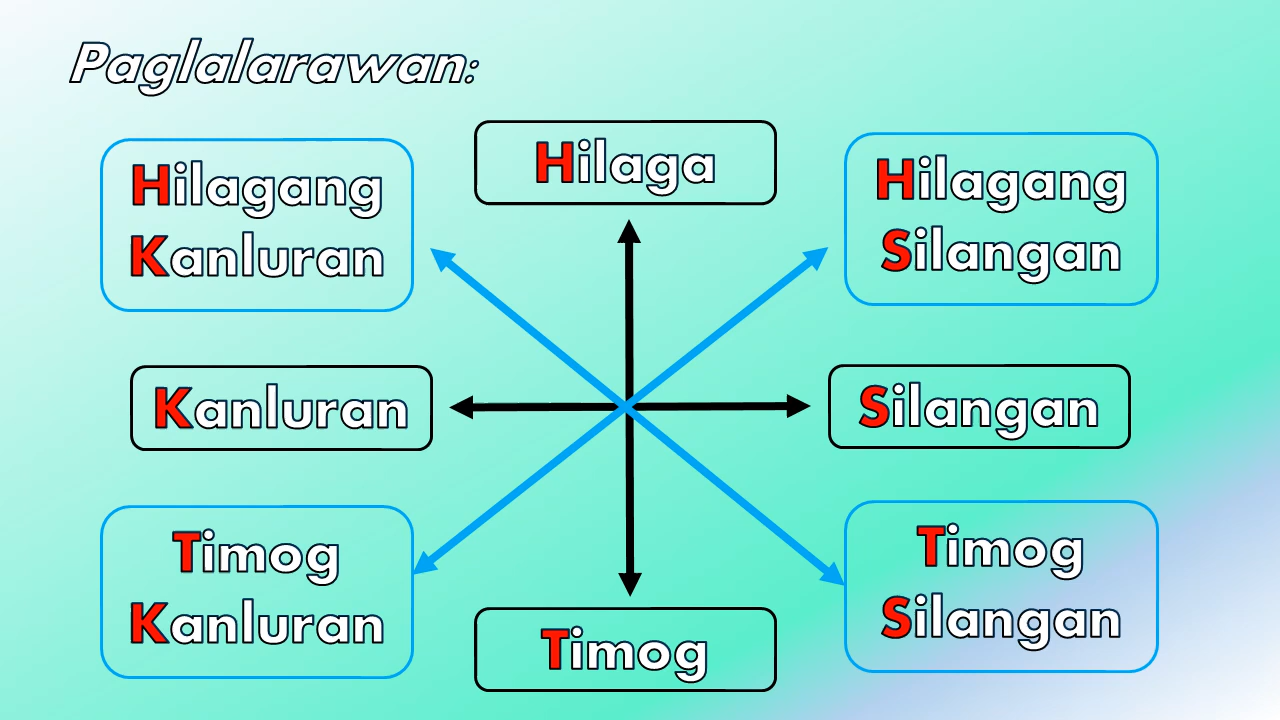 Paglalarawan:
Hilaga
Hilagang
Kanluran
Hilagang
Silangan
Kanluran
Silangan
Timog
Kanluran
Timog
Silangan
Timog